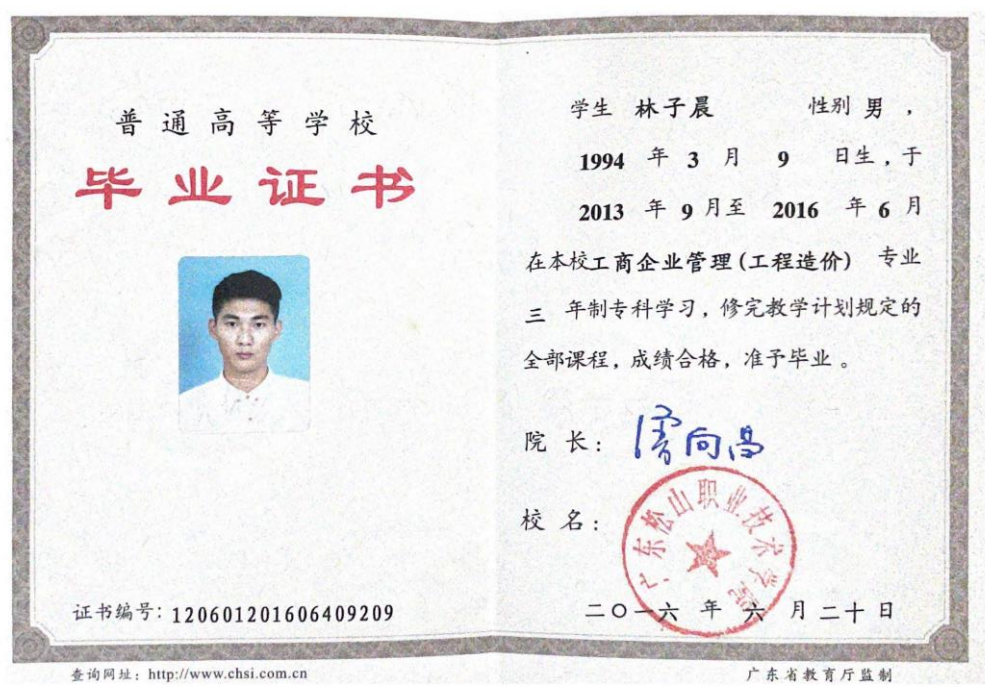 普通高等学校
毕业证书
证书编号：120601201606409209
查询网址：http://www.chsi.com.cn
学生 林子晨 性别 男，
1994 年 3 月 9 日生，于
2013 年 9 月至 2016 年 6 月
在本校工商企业管理(工程造价) 专业
三 年制专科学习，修完教学计划规定的
全部课程，成绩合格，准予毕业。
院 长：
校 名：
广东松山职业技术学院
二〇一六 年 六 月 二十 日
广东省教育厅监制